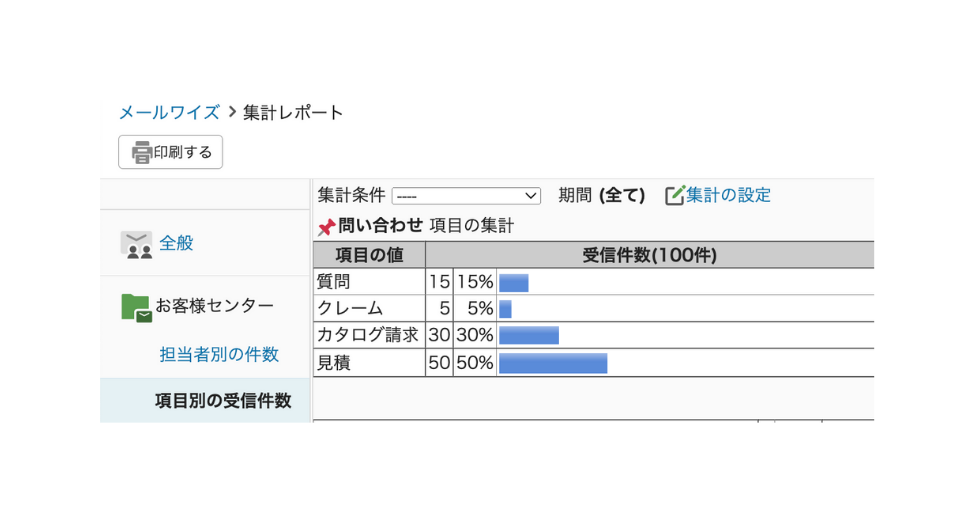 メールワイズ > 集計レポート
印刷する
集計条件 ---- 期間 (全て) 集計の設定
問い合わせ 項目の集計
全般
お客様センター
担当者別の件数
項目別の受信件数
項目の値 受信件数(100件)
質問 15 15%
クレーム 5 5%
カタログ請求 30 30%
見積 50 50%